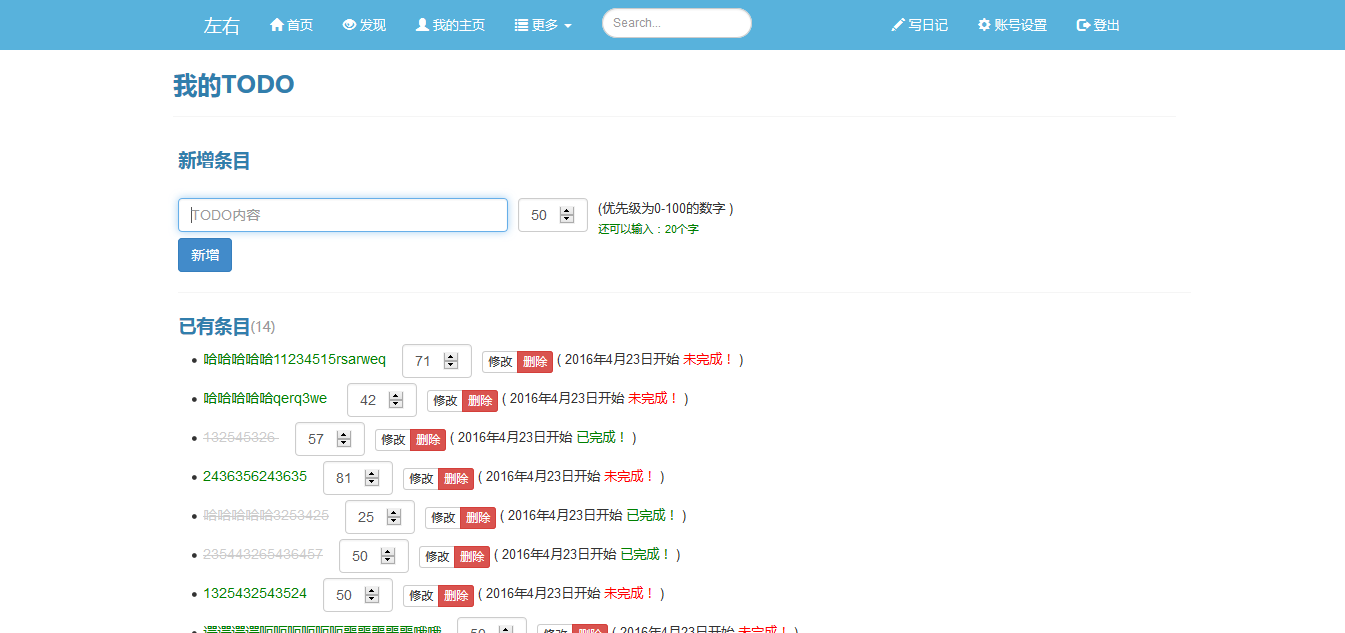 左右 首页 发现 我的主页 更多 Search... 写日记 账号设置 登出
我的TODO
新增条目
TODO内容 50 (优先级为0-100的数字 )
还可以输入：20个字
新增
已有条目(14)
哈哈哈哈哈11234515rsarweq 71 修改 删除 ( 2016年4月23日开始 未完成！ )
哈哈哈哈哈qerq3we 42 修改 删除 ( 2016年4月23日开始 未完成！ )
132545326 57 修改 删除 ( 2016年4月23日开始 已完成！ )
2436356243635 81 修改 删除 ( 2016年4月23日开始 未完成！ )
哈哈哈哈哈3253425 25 修改 删除 ( 2016年4月23日开始 已完成！ )
235443265436457 50 修改 删除 ( 2016年4月23日开始 已完成！ )
1325432543524 50 修改 删除 ( 2016年4月23日开始 未完成！ )
50 修改 删除 ( 2016年4月23日开始 未完成！ )